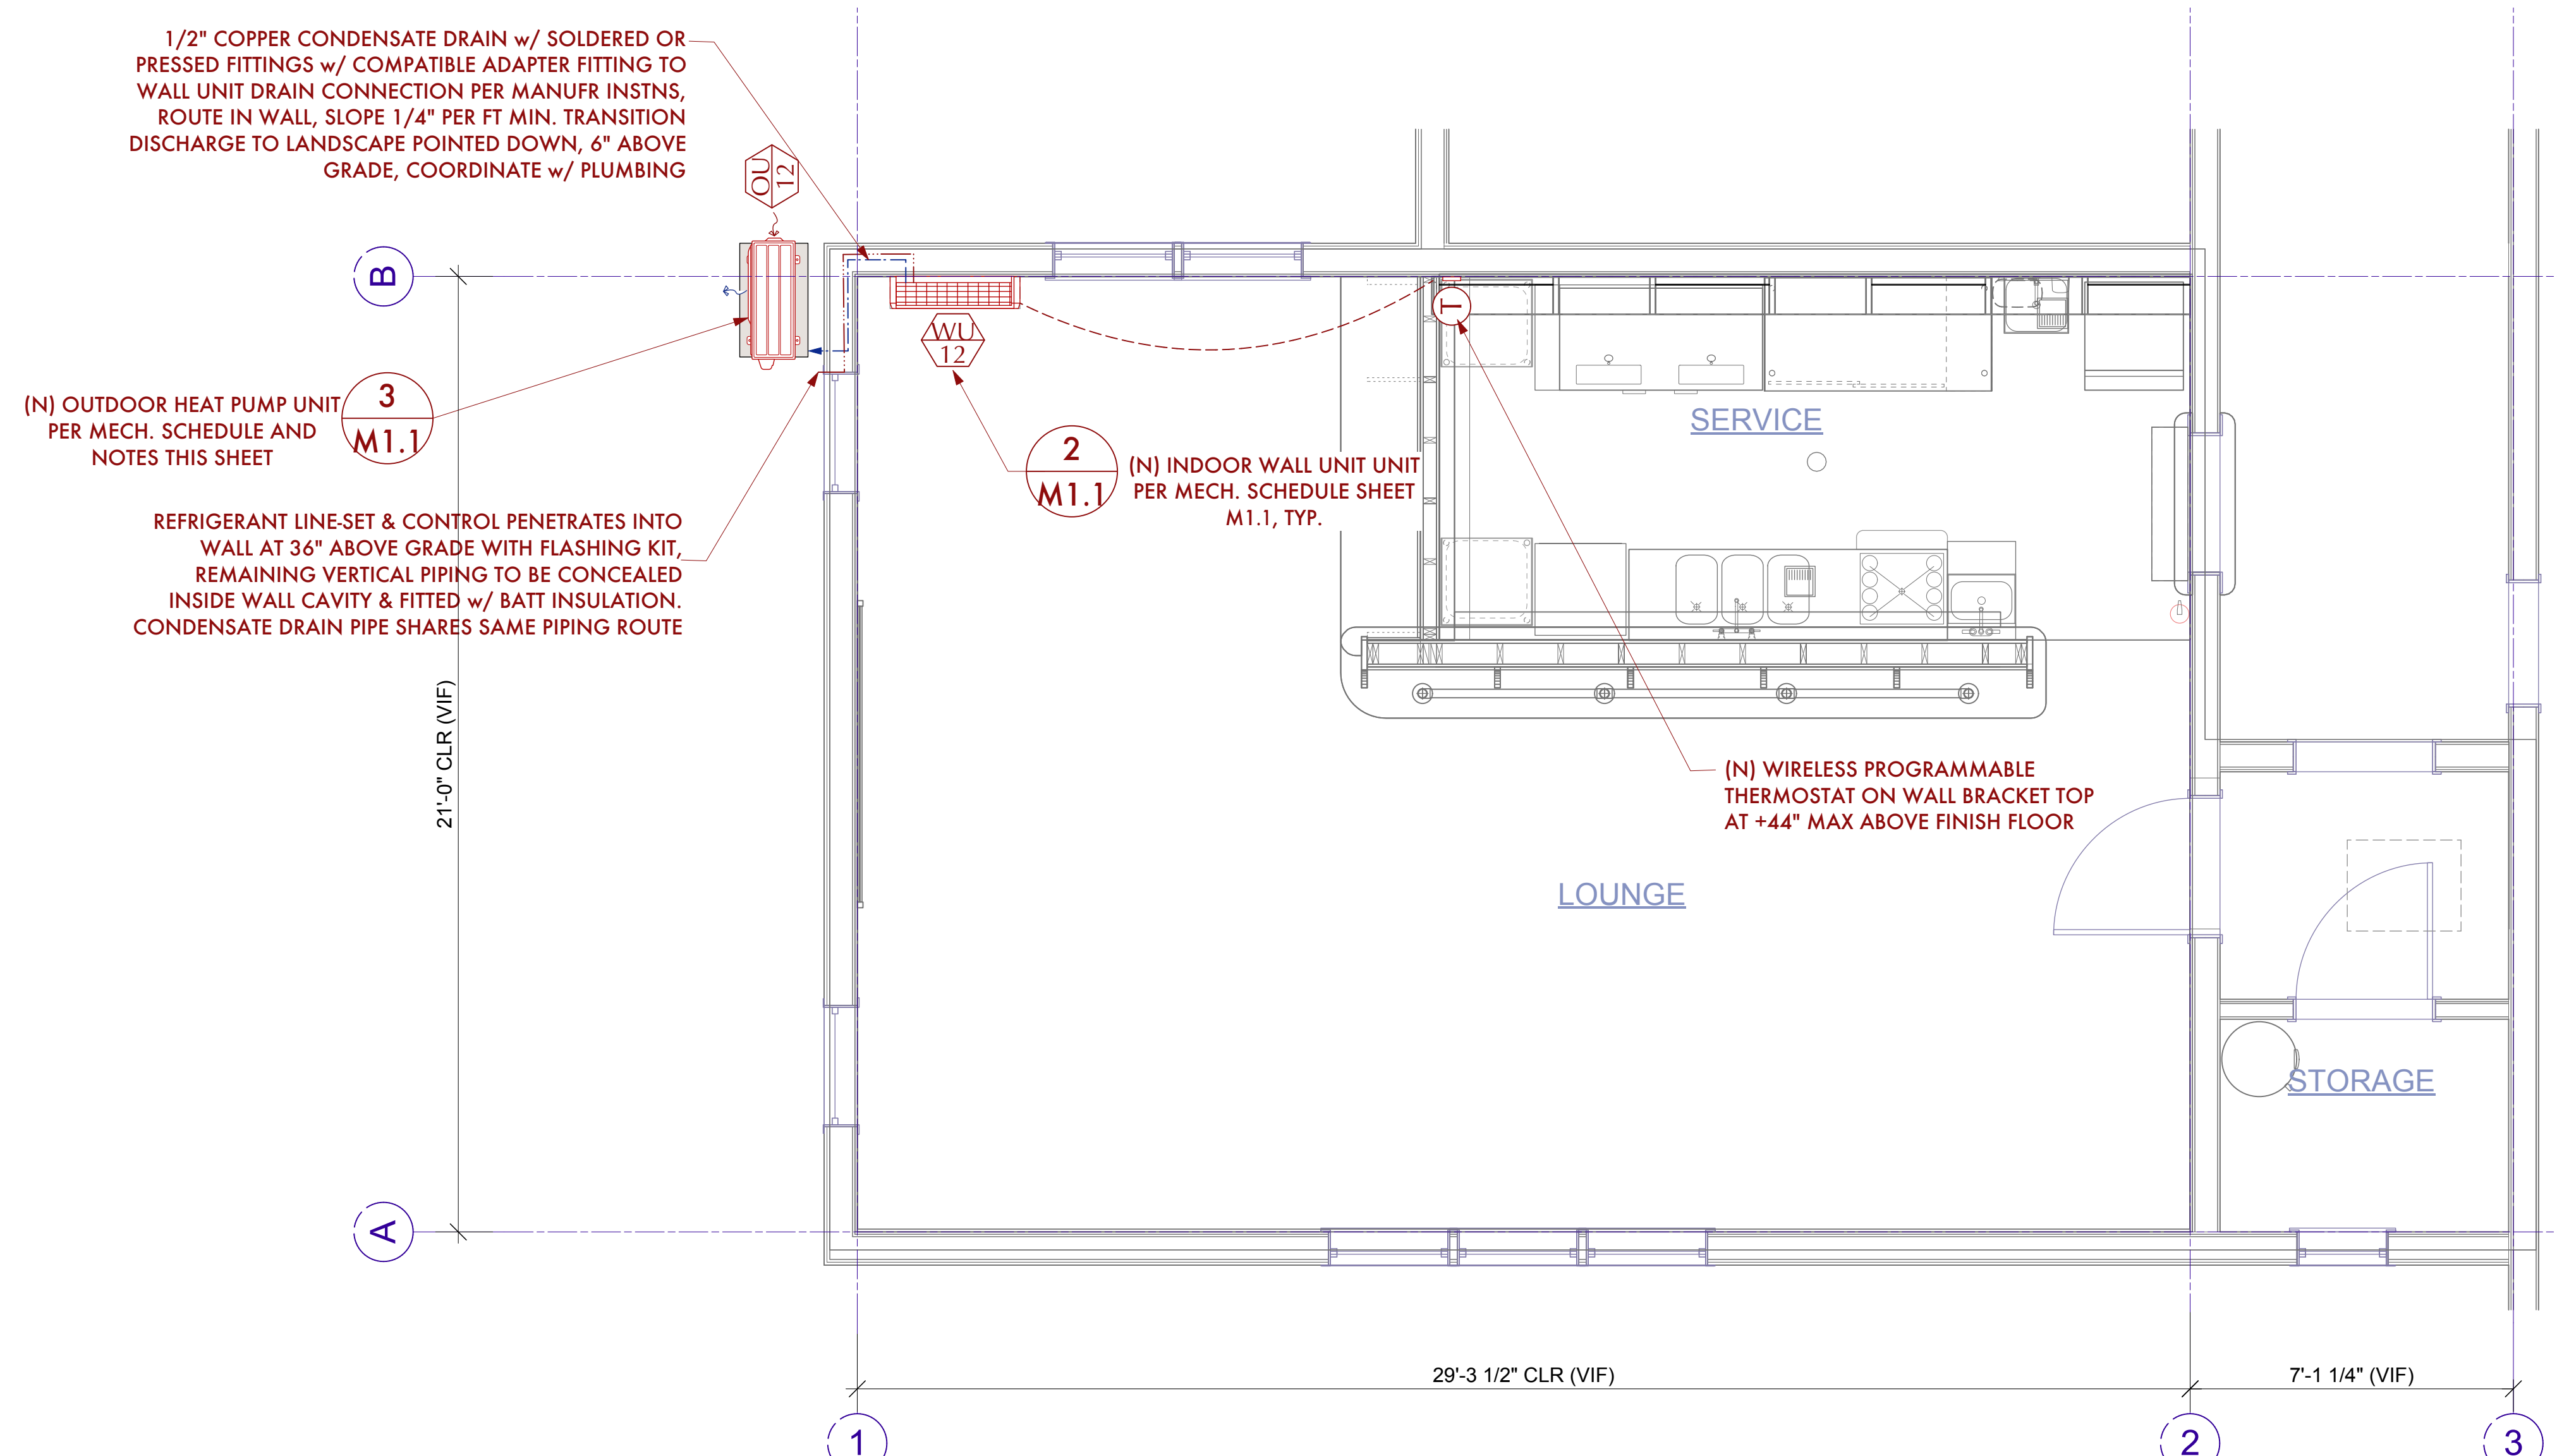 1/2" COPPER CONDENSATE DRAIN w/ SOLDERED OR
PRESSED FITTINGS w/ COMPATIBLE ADAPTER FITTING TO
WALL UNIT DRAIN CONNECTION PER MANUFR INSTNS,
ROUTE IN WALL, SLOPE 1/4" PER FT MIN. TRANSITION
DISCHARGE TO LANDSCAPE POINTED DOWN, 6" ABOVE
GRADE, COORDINATE w/ PLUMBING
OU
12
B
T
WU
12
3
M1.1
(N) OUTDOOR HEAT PUMP UNIT
PER MECH. SCHEDULE AND
NOTES THIS SHEET
SERVICE
2
M1.1
(N) INDOOR WALL UNIT UNIT
PER MECH. SCHEDULE SHEET
M1.1, TYP.
REFRIGERANT LINE-SET & CONTROL PENETRATES INTO
WALL AT 36" ABOVE GRADE WITH FLASHING KIT,
REMAINING VERTICAL PIPING TO BE CONCEALED
INSIDE WALL CAVITY & FITTED w/ BATT INSULATION.
CONDENSATE DRAIN PIPE SHARES SAME PIPING ROUTE
21'-0" CLR (VIF)
(N) WIRELESS PROGRAMMABLE
THERMOSTAT ON WALL BRACKET TOP
AT +44" MAX ABOVE FINISH FLOOR
LOUNGE
STORAGE
A
29'-3 1/2" CLR (VIF)
7'-1 1/4" (VIF)
1
2
3